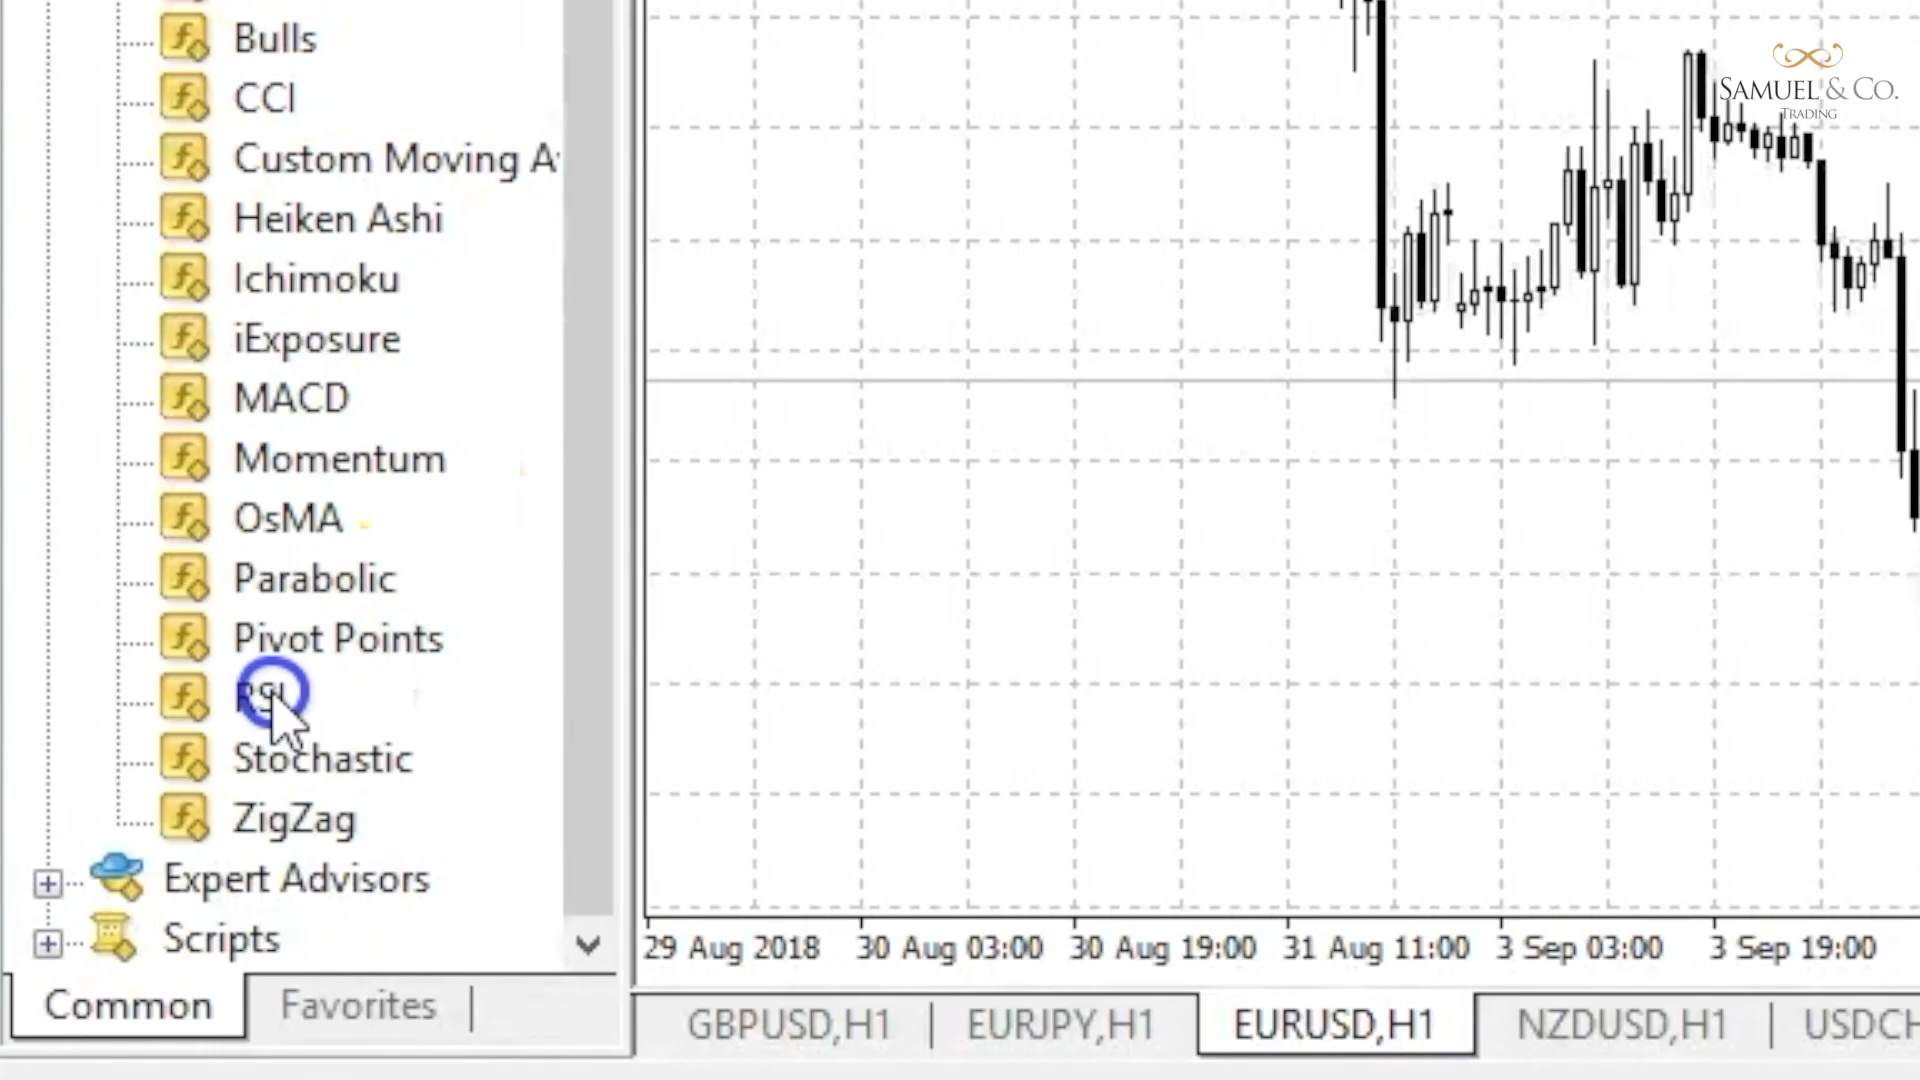 Bulls
CCI
Custom Moving A
Heiken Ashi
Ichimoku
iExposure
MACD
Momentum
OsMA
Parabolic
Pivot Points
RSI
Stochastic
ZigZag
Expert Advisors
Scripts
Common
Favorites
SAMUEL & CO.
TRADING
29 Aug 2018 30 Aug 03:00 30 Aug 19:00 31 Aug 11:00 3 Sep 03:00 3 Sep 19:00
GBPUSD,H1 EURJPY,H1 EURUSD,H1 NZDUSD,H1 USDCH